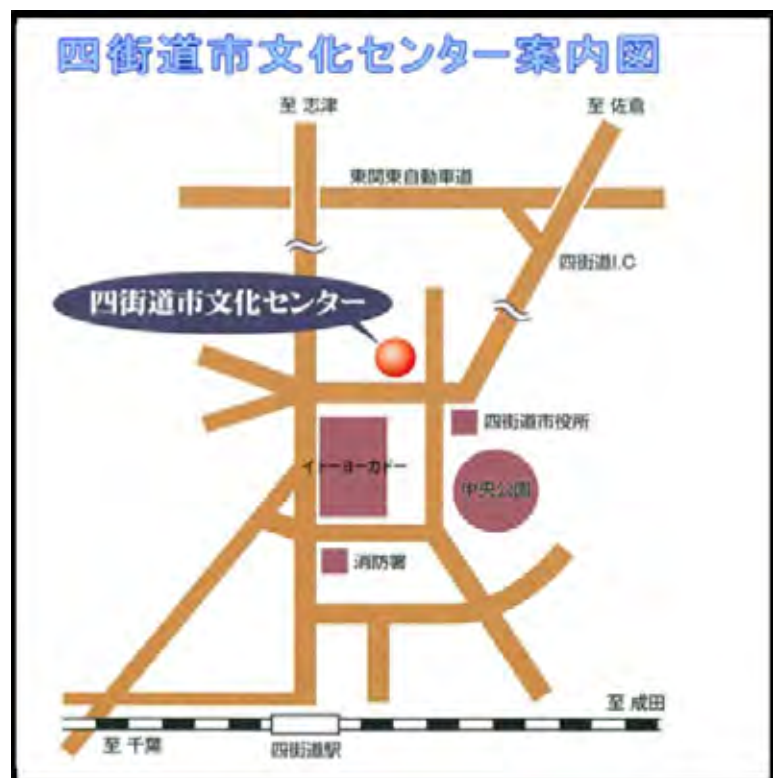 四街道市文化センター案内図
至 志津
至 佐倉
東関東自動車道
四街道I.C
四街道市文化センター
四街道市役所
イトーヨーカドー
中央公園
消防署
至 成田
至 千葉
四街道駅